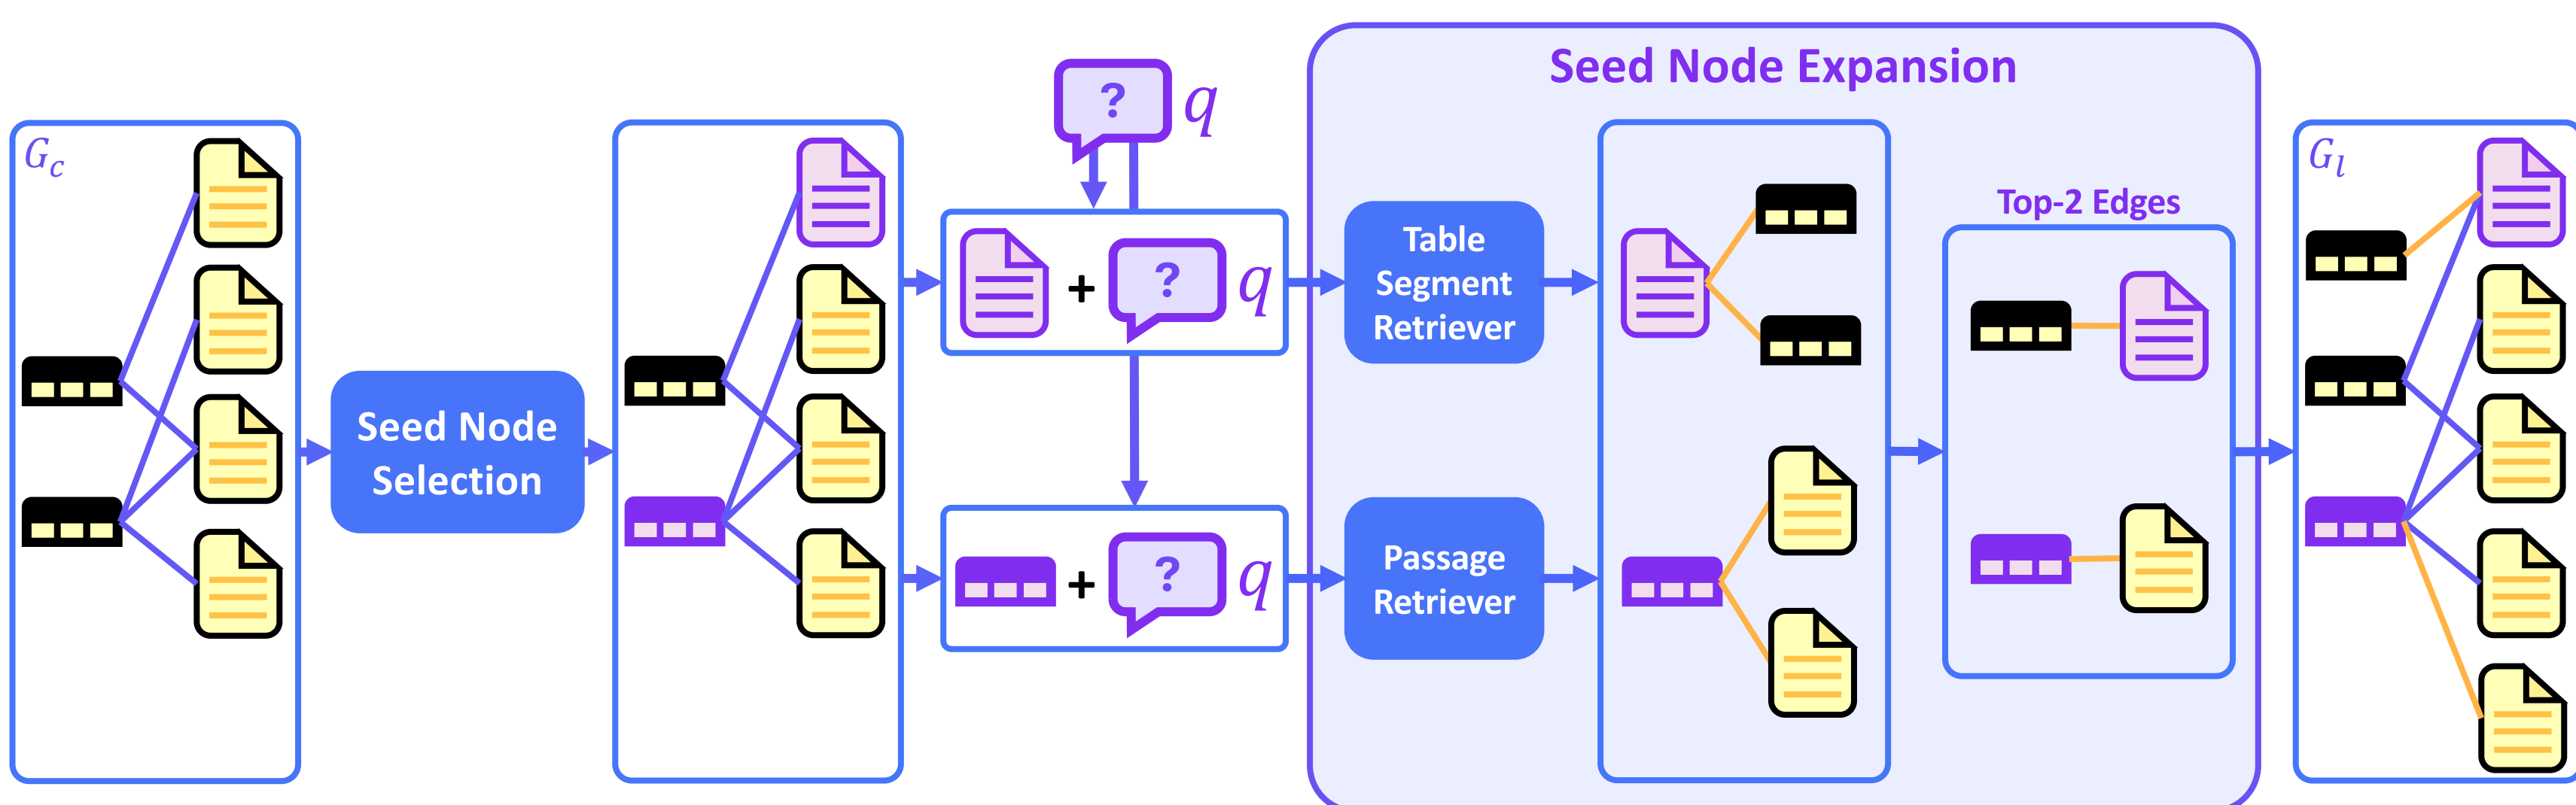 G_c
Seed Node
Selection
? q
+ ? q
+ ? q
Seed Node Expansion
Table
Segment
Retriever
Passage
Retriever
Top-2 Edges
G_l